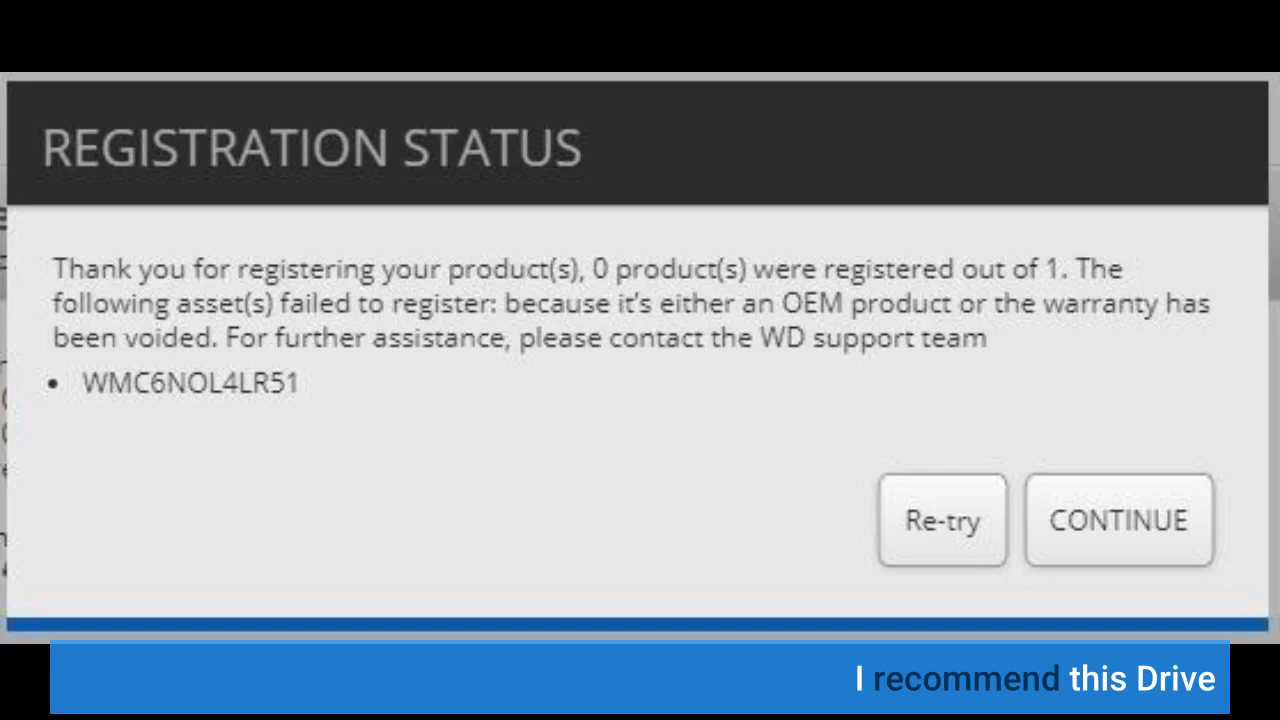 REGISTRATION STATUS
Thank you for registering your product(s), 0 product(s) were registered out of 1. The
following asset(s) failed to register: because it's either an OEM product or the warranty has
been voided. For further assistance, please contact the WD support team
• WMC6NOL4LR51
Re-try CONTINUE
I recommend this Drive